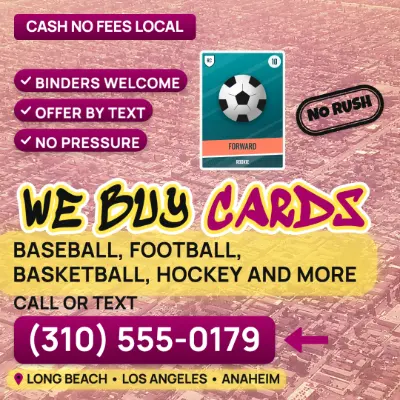 CASH NO FEES LOCAL
BINDERS WELCOME
OFFER BY TEXT
NO PRESSURE
10
FORWARD
ROOKIE
NO RUSH
WE BUY CARDS
BASEBALL, FOOTBALL,
BASKETBALL, HOCKEY AND MORE
CALL OR TEXT
(310) 555-0179
LONG BEACH • LOS ANGELES • ANAHEIM